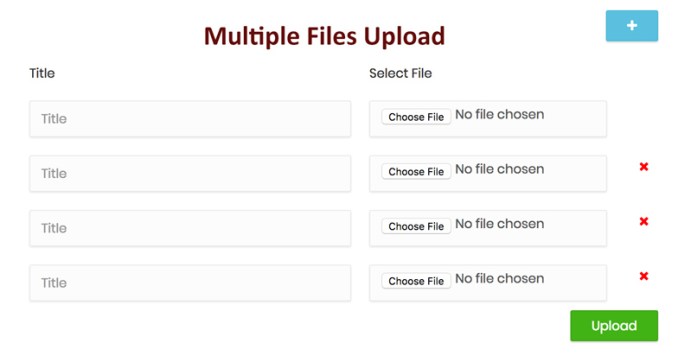 Multiple Files Upload
+
Title Select File
Title Choose File No file chosen
Title Choose File No file chosen
Title Choose File No file chosen
Title Choose File No file chosen
Upload